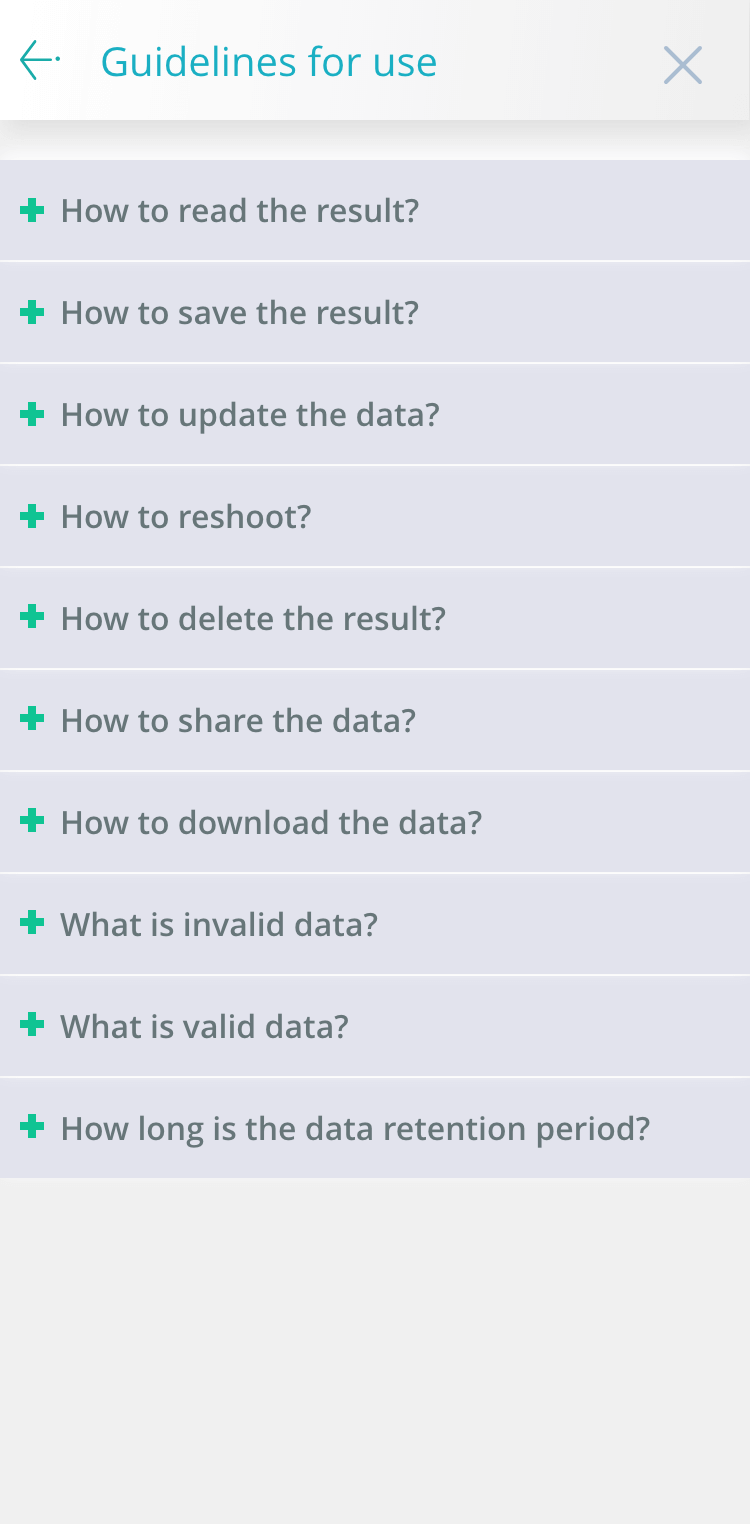 Guidelines for use
How to read the result?
How to save the result?
How to update the data?
How to reshoot?
How to delete the result?
How to share the data?
How to download the data?
What is invalid data?
What is valid data?
How long is the data retention period?